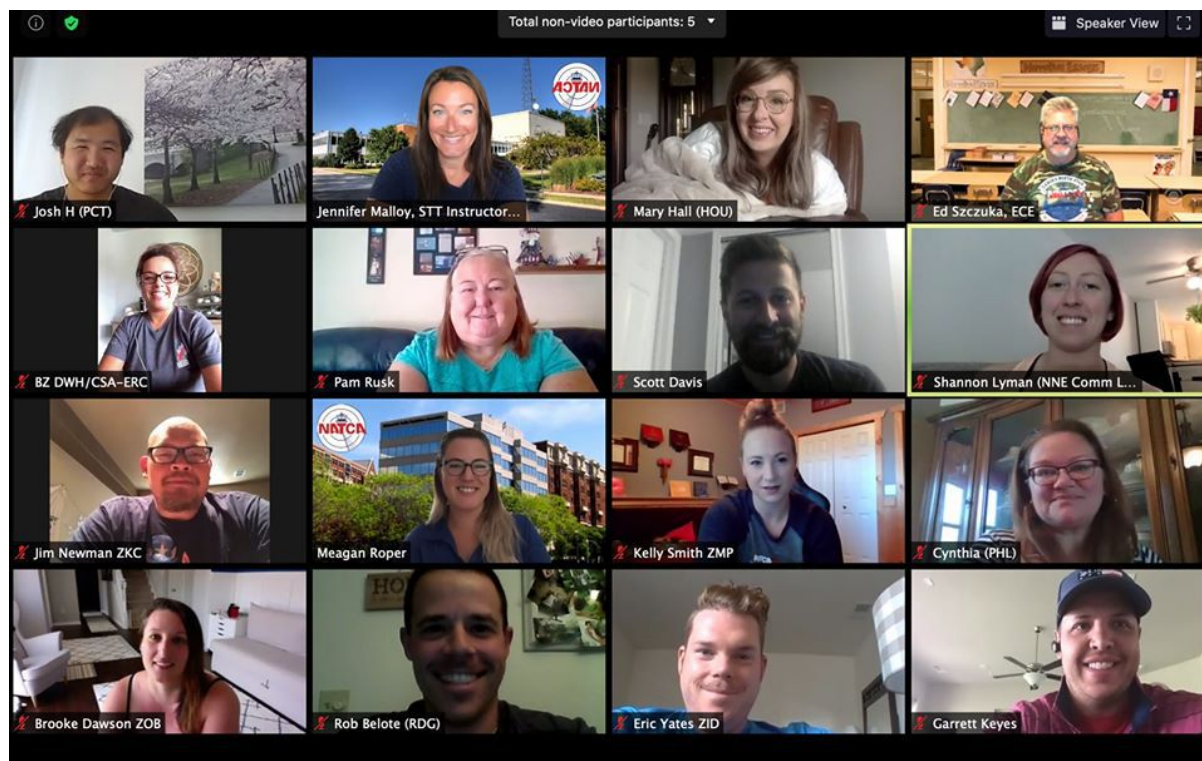 Total non-video participants: 5
Speaker View
NATCA
Josh H (PCT)
Jennifer Malloy, STT Instructor...
Mary Hall (HOU)
Ed Szczuka, ECE
BZ DWH/CSA-ERC
Pam Rusk
Scott Davis
Shannon Lyman (NNE Comm L...
NATCA
Jim Newman ZKC
Meagan Roper
Kelly Smith ZMP
Cynthia (PHL)
HO
Brooke Dawson ZOB
Rob Belote (RDG)
Eric Yates ZID
Garrett Keyes